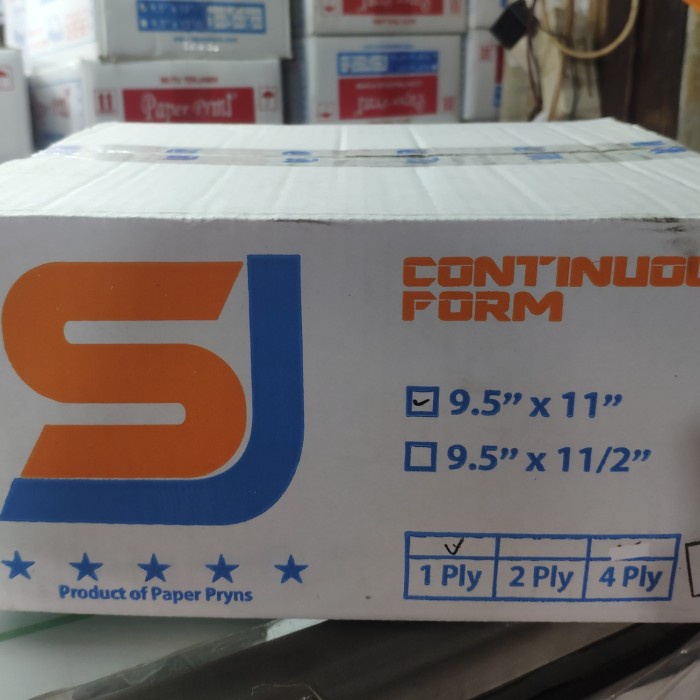 Paper Print
SJ
CONTINUOU
FORM
9.5” x 11”
9.5” x 11/2”
1 Ply 2 Ply 4 Ply
Product of Paper Pryns